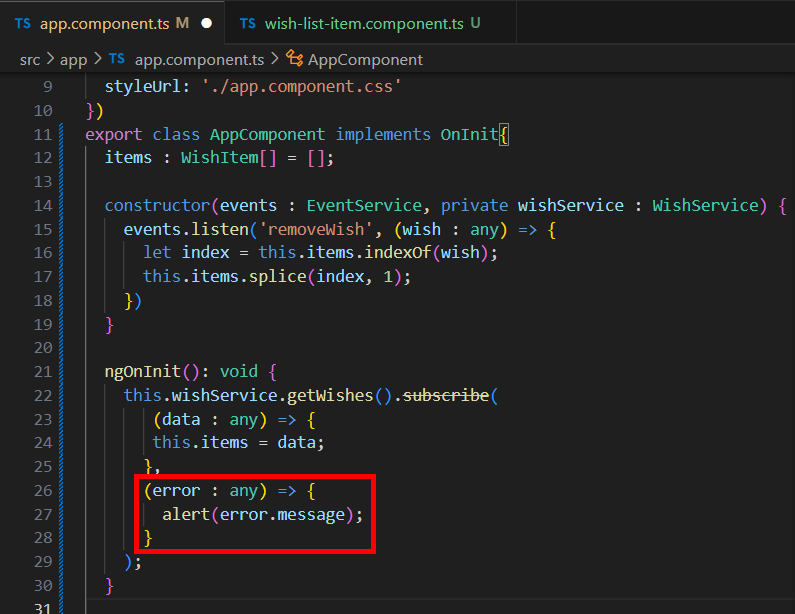 TS app.component.ts M ●
TS wish-list-item.component.ts U
src > app > TS app.component.ts > AppComponent
9 styleUrl: './app.component.css'
10 })
11 export class AppComponent implements OnInit{
12 items : WishItem[] = [];
13
14 constructor(events : EventService, private wishService : WishService) {
15 events.listen('removeWish', (wish : any) => {
16 let index = this.items.indexOf(wish);
17 this.items.splice(index, 1);
18 })
19 }
20
21 ngOnInit(): void {
22 this.wishService.getWishes().subscribe(
23 (data : any) => {
24 this.items = data;
25 },
26 (error : any) => {
27 alert(error.message);
28 }
29 );
30 }
31